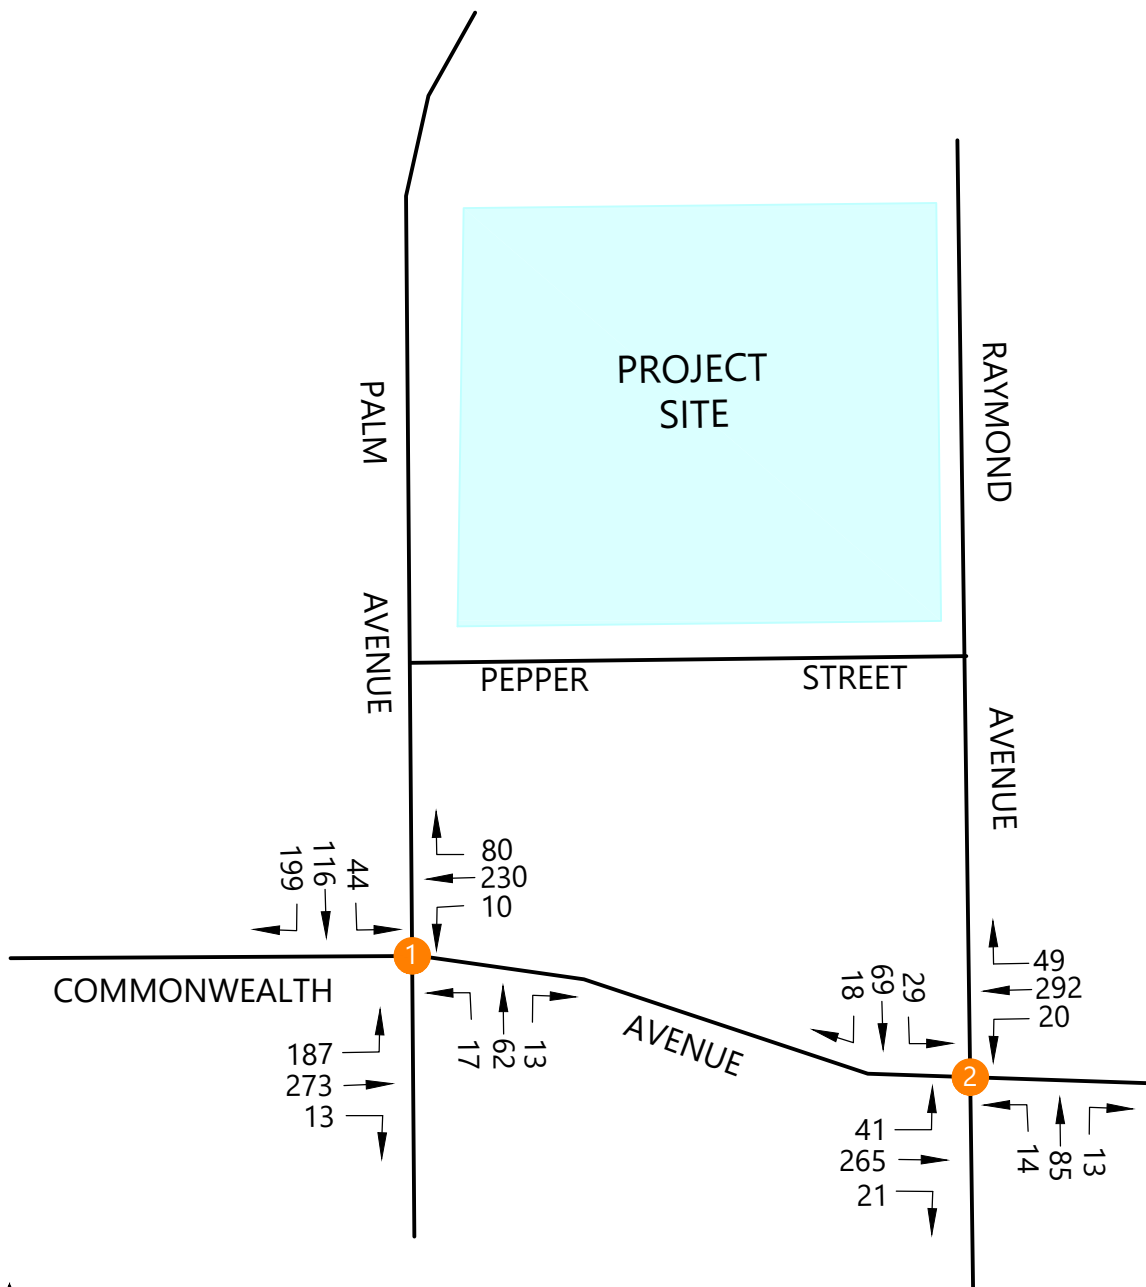 PROJECT
SITE
PALM
AVENUE
RAYMOND
AVENUE
PEPPER
STREET
199
116
44
80
230
10
1
COMMONWEALTH
AVENUE
187
273
13
17
62
13
18
69
29
49
292
20
2
41
265
21
14
85
13